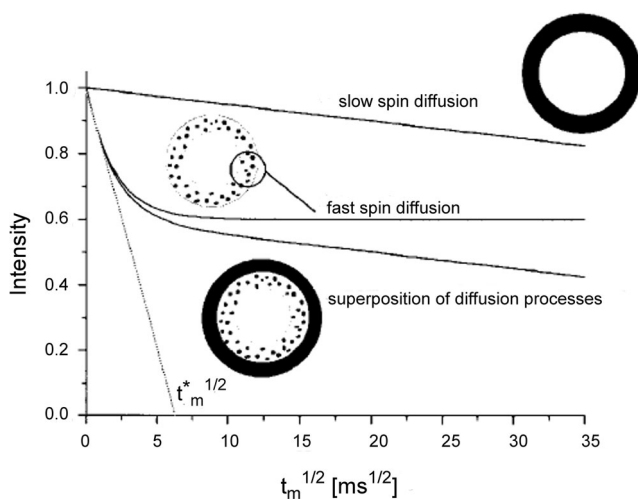 1.0
slow spin diffusion
0.8
fast spin diffusion
0.6
Intensity
0.4
superposition of diffusion processes
0.2
t*m1/2
0.0
0 5 10 15 20 25 30 35
tm1/2 [ms1/2]